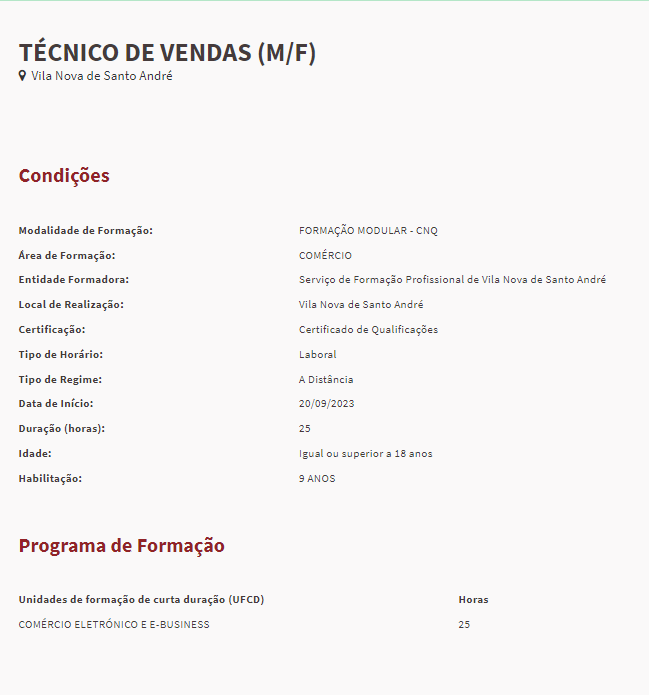 TÉCNICO DE VENDAS (M/F)
Vila Nova de Santo André
Condições
Modalidade de Formação: FORMAÇÃO MODULAR - CNQ
Área de Formação: COMÉRCIO
Entidade Formadora: Serviço de Formação Profissional de Vila Nova de Santo André
Local de Realização: Vila Nova de Santo André
Certificação: Certificado de Qualificações
Tipo de Horário: Laboral
Tipo de Regime: A Distância
Data de Início: 20/09/2023
Duração (horas): 25
Idade: Igual ou superior a 18 anos
Habilitação: 9 ANOS
Programa de Formação
Unidades de formação de curta duração (UFCD) Horas
COMÉRCIO ELETRÓNICO E E-BUSINESS 25